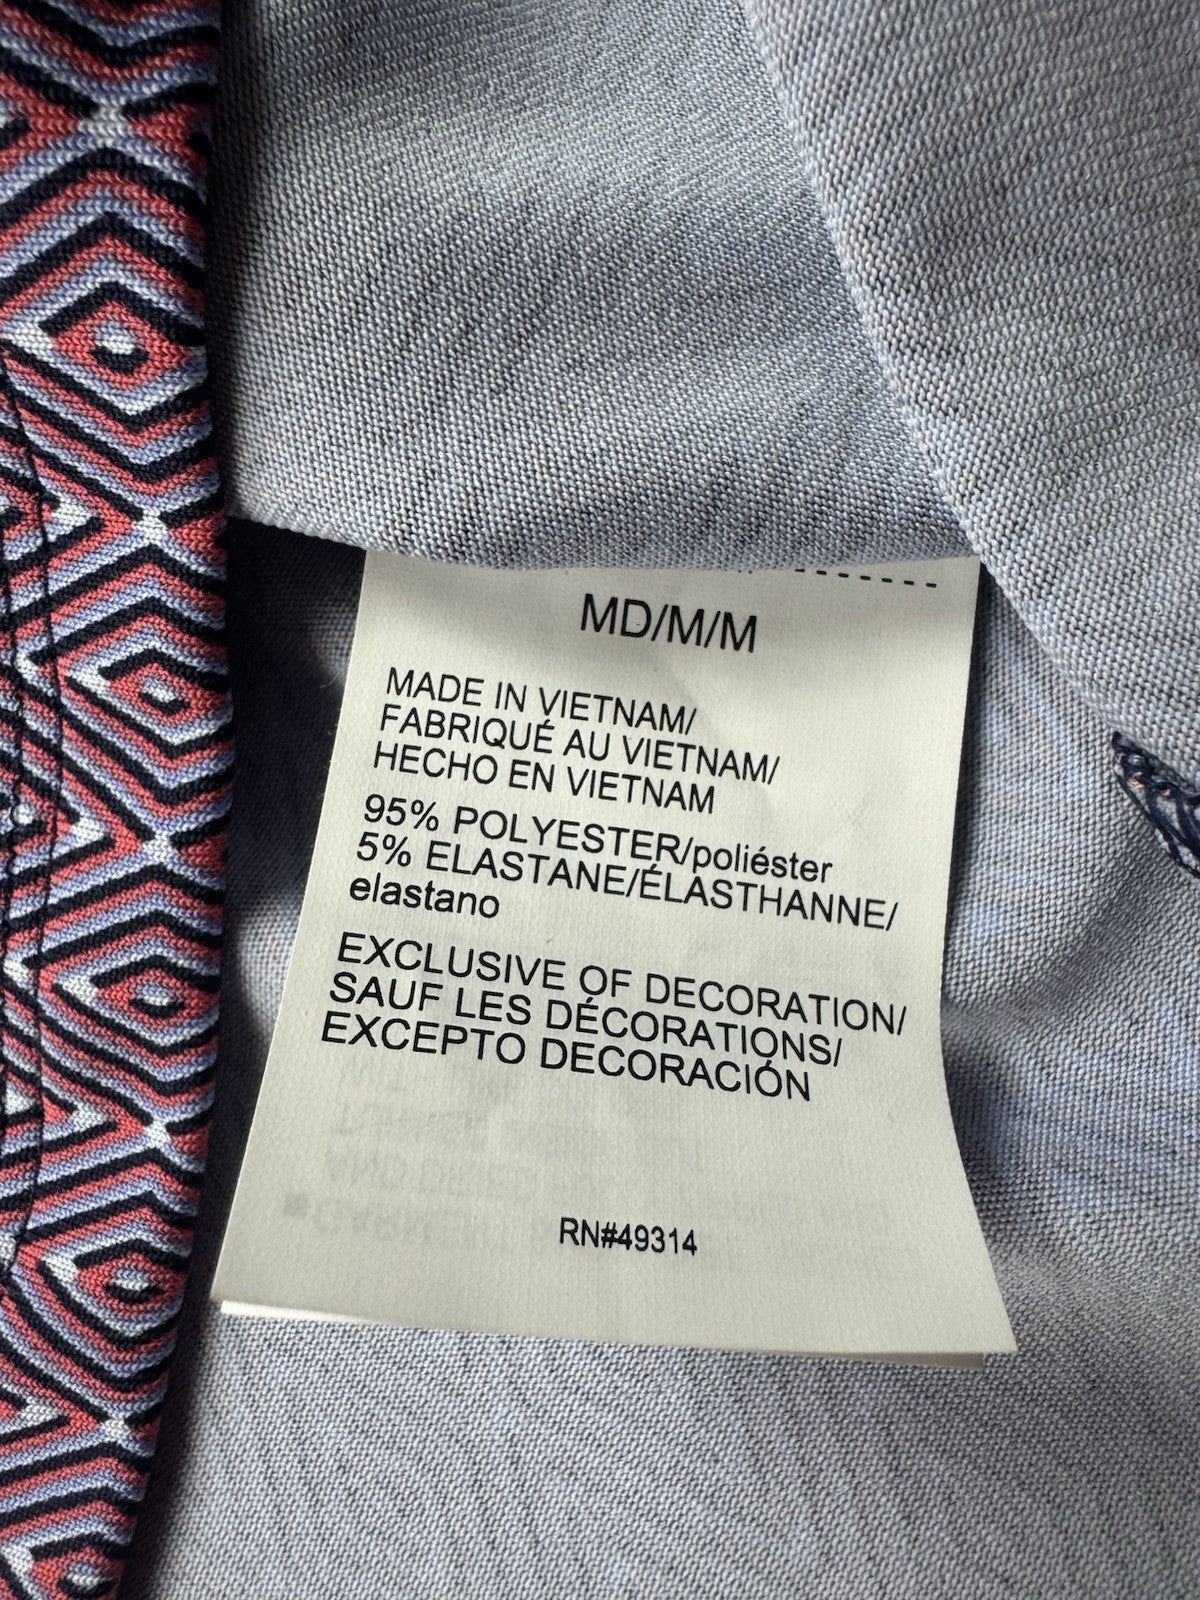 MD/M/M
MADE IN VIETNAM/
FABRIQUÉ AU VIETNAM/
HECHO EN VIETNAM
95% POLYESTER/poliéster
5% ELASTANE/ÉLASTHANNE/
elastano
EXCLUSIVE OF DECORATION/
SAUF LES DÉCORATIONS/
EXCEPTO DECORACIÓN
RN#49314